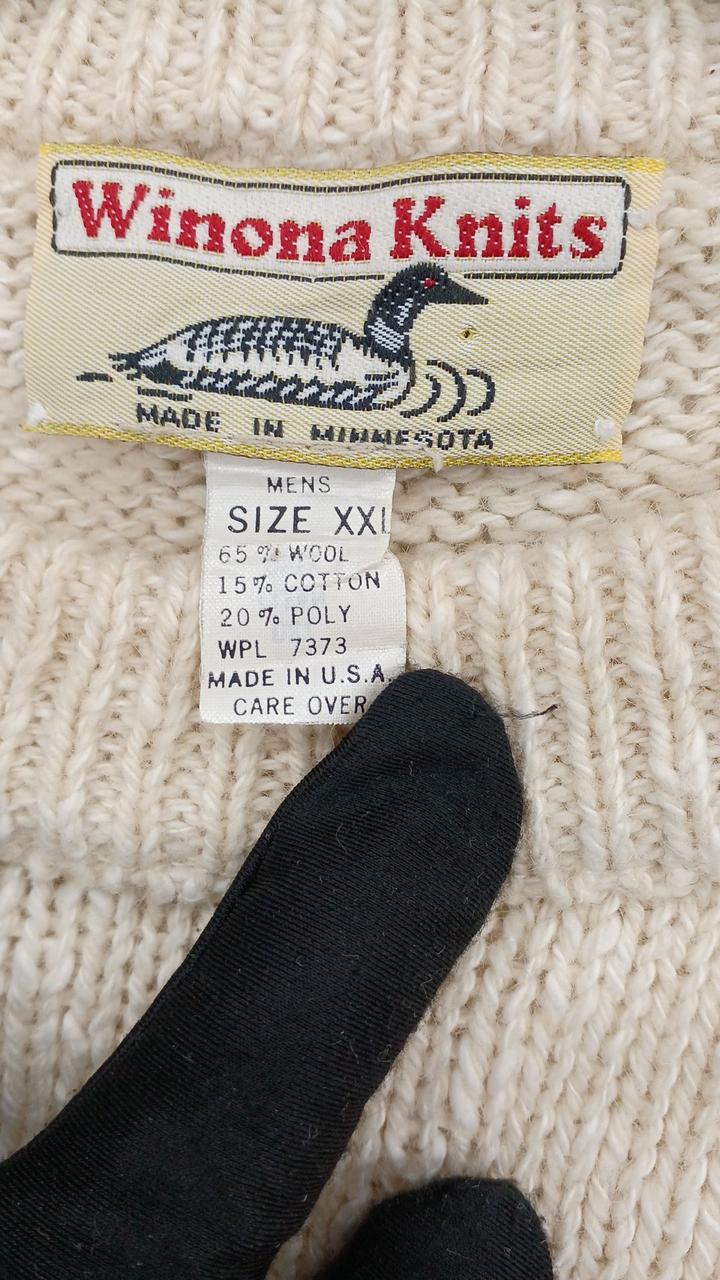 Winona Knits
MADE IN MINNESOTA
MENS
SIZE XXL
65% WOOL
15% COTTON
20% POLY
WPL 7373
MADE IN U.S.A.
CARE OVER